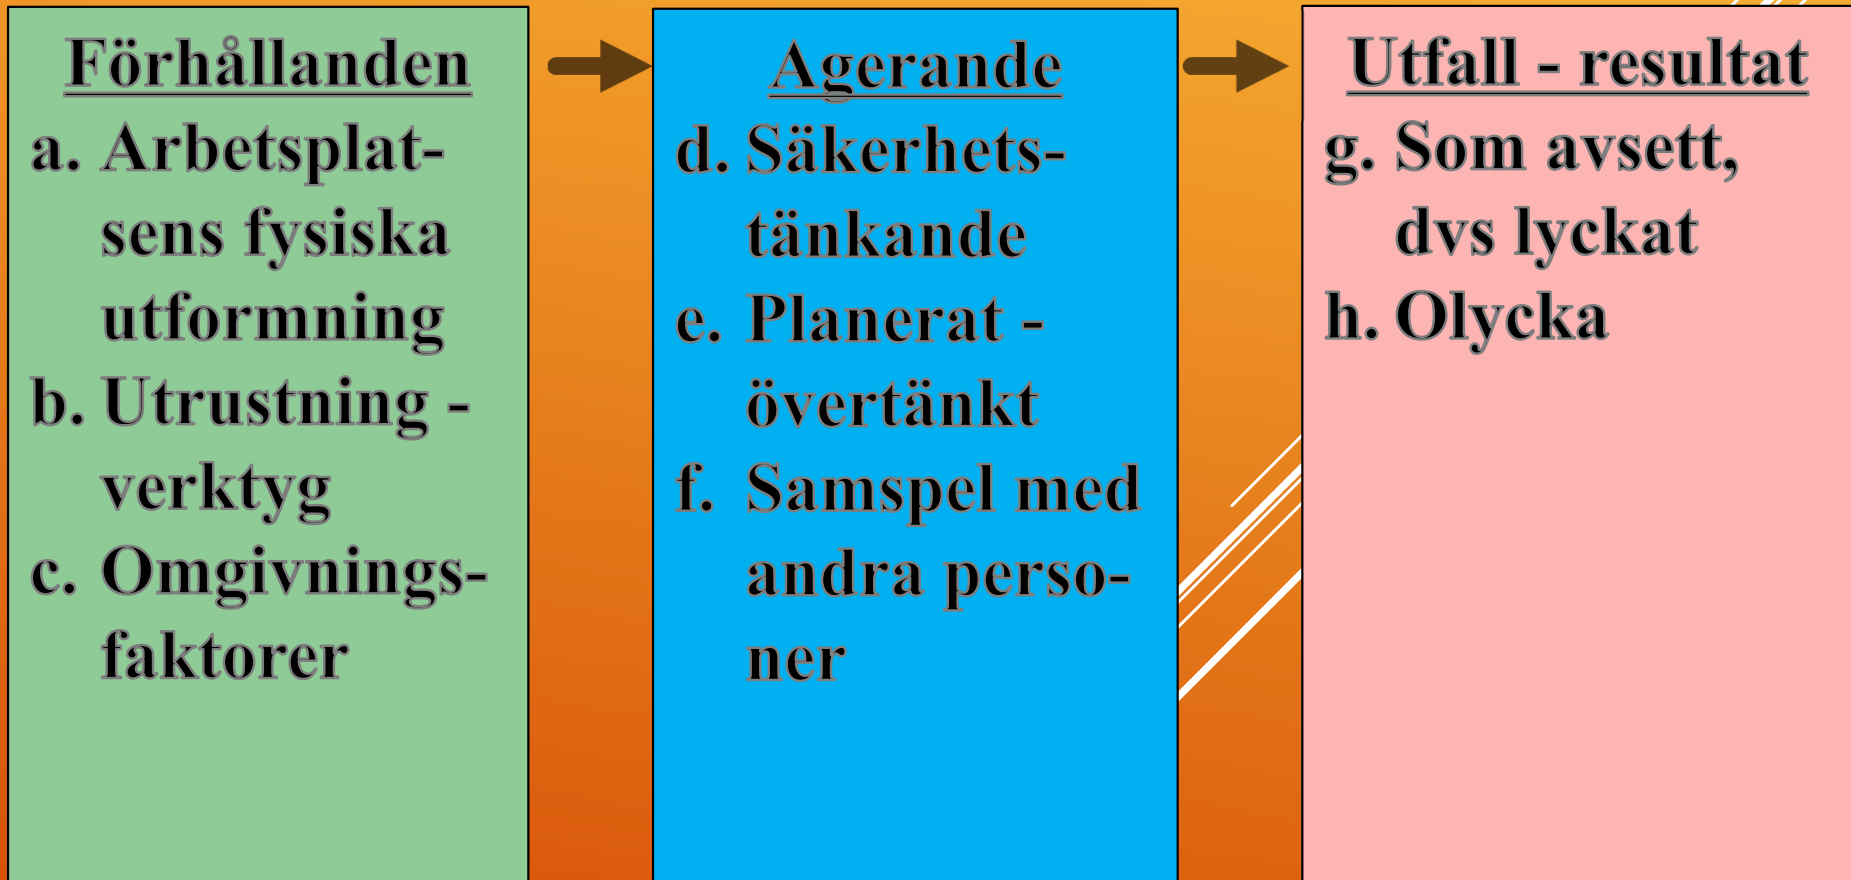 Förhållanden
a. Arbetsplat-
sens fysiska
utformning
b. Utrustning -
verktyg
c. Omgivnings-
faktorer
Agerande
d. Säkerhets-
tänkande
e. Planerat -
övertänkt
f. Samspel med
andra perso-
ner
Utfall - resultat
g. Som avsett,
dvs lyckat
h. Olycka